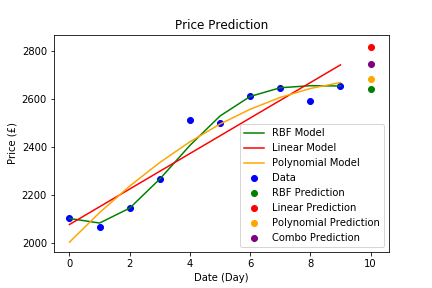 Price Prediction
Price (£)
2800
2600
2400
2200
2000
RBF Model
Linear Model
Polynomial Model
Data
RBF Prediction
Linear Prediction
Polynomial Prediction
Combo Prediction
0 2 4 6 8 10
Date (Day)